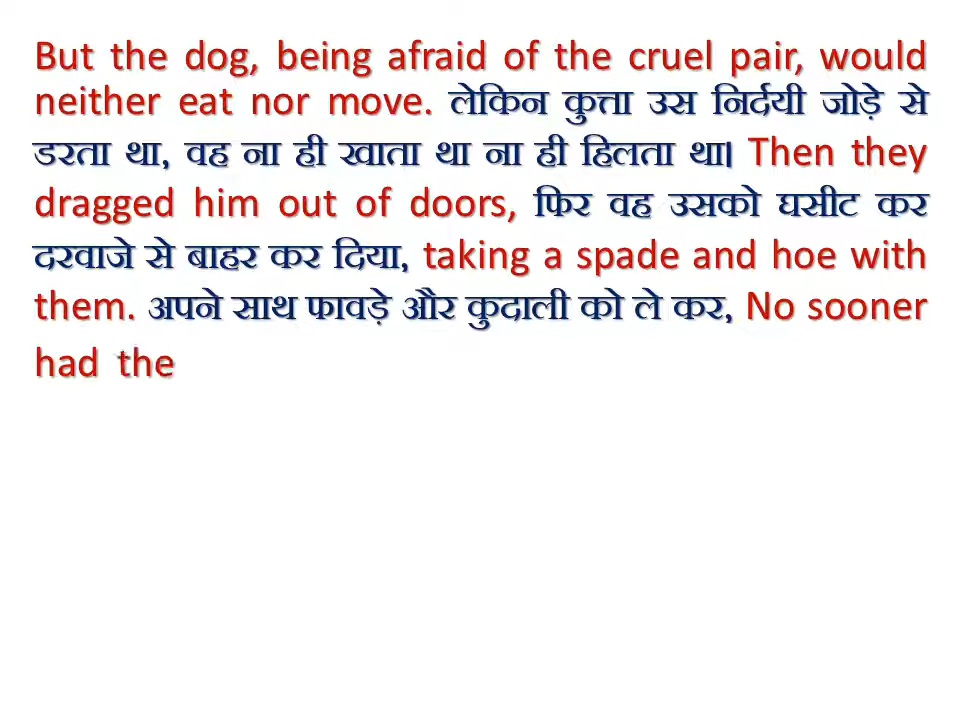 But the dog, being afraid of the cruel pair, would
neither eat nor move. लेकिन कुत्ता उस निर्दयी जोड़े से
डरता था, वह ना ही खाता था ना ही हिलता था। Then they
dragged him out of doors, फिर वह उसको घसीट कर
दरवाजे से बाहर कर दिया, taking a spade and hoe with
them. अपने साथ फावड़े और कुदाली को ले कर, No sooner
had the